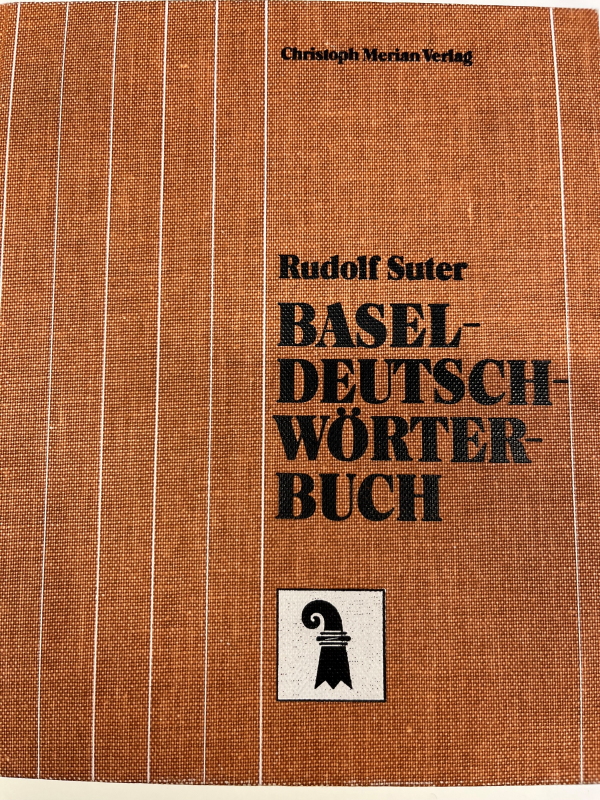 Christoph Merian Verlag
Rudolf Suter
BASEL-
DEUTSCH-
WÖRTER-
BUCH